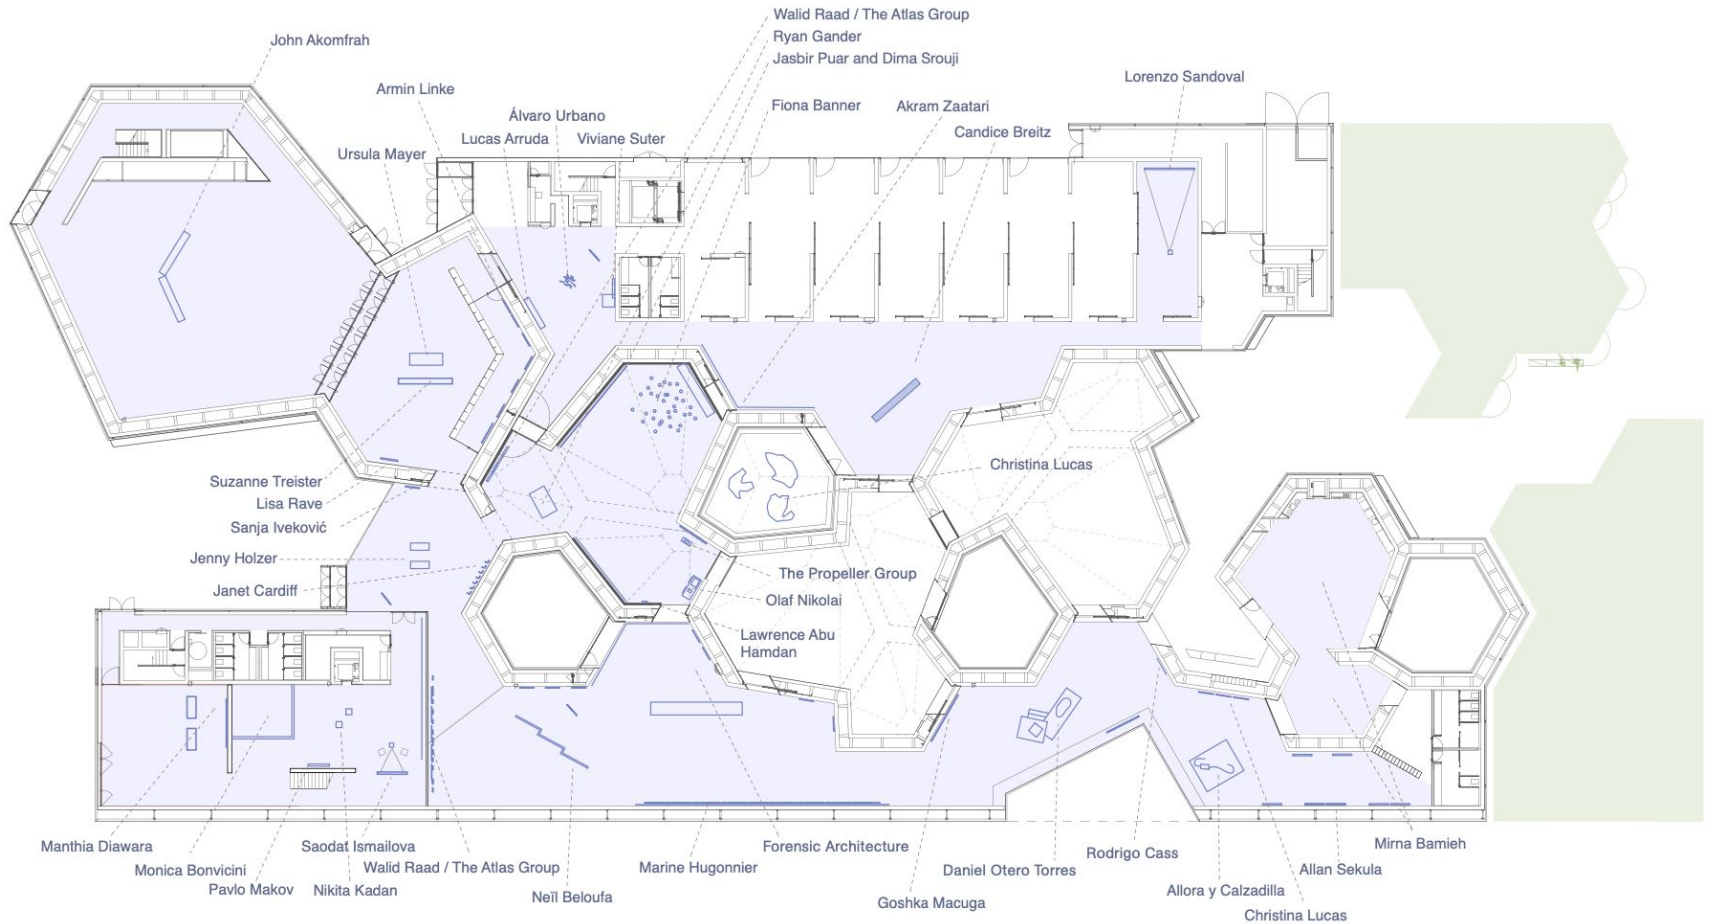 Walid Raad / The Atlas Group
Ryan Gander
Jasbir Puar and Dima Srouji
John Akomfrah
Lorenzo Sandoval
Armin Linke
Fiona Banner
Akram Zaatari
Álvaro Urbano
Candice Breitz
Lucas Arruda
Viviane Suter
Ursula Mayer
Christina Lucas
Suzanne Treister
Lisa Rave
Sanja Iveković
Jenny Holzer
The Propeller Group
Janet Cardiff
Olaf Nikolai
Lawrence Abu
Hamdan
Manthia Diawara
Saodat Ismailova
Forensic Architecture
Mirna Bamieh
Rodrigo Cass
Monica Bonvicini
Walid Raad / The Atlas Group
Marine Hugonnier
Daniel Otero Torres
Allan Sekula
Pavlo Makov
Nikita Kadan
Neïl Beloufa
Allora y Calzadilla
Goshka Macuga
Christina Lucas